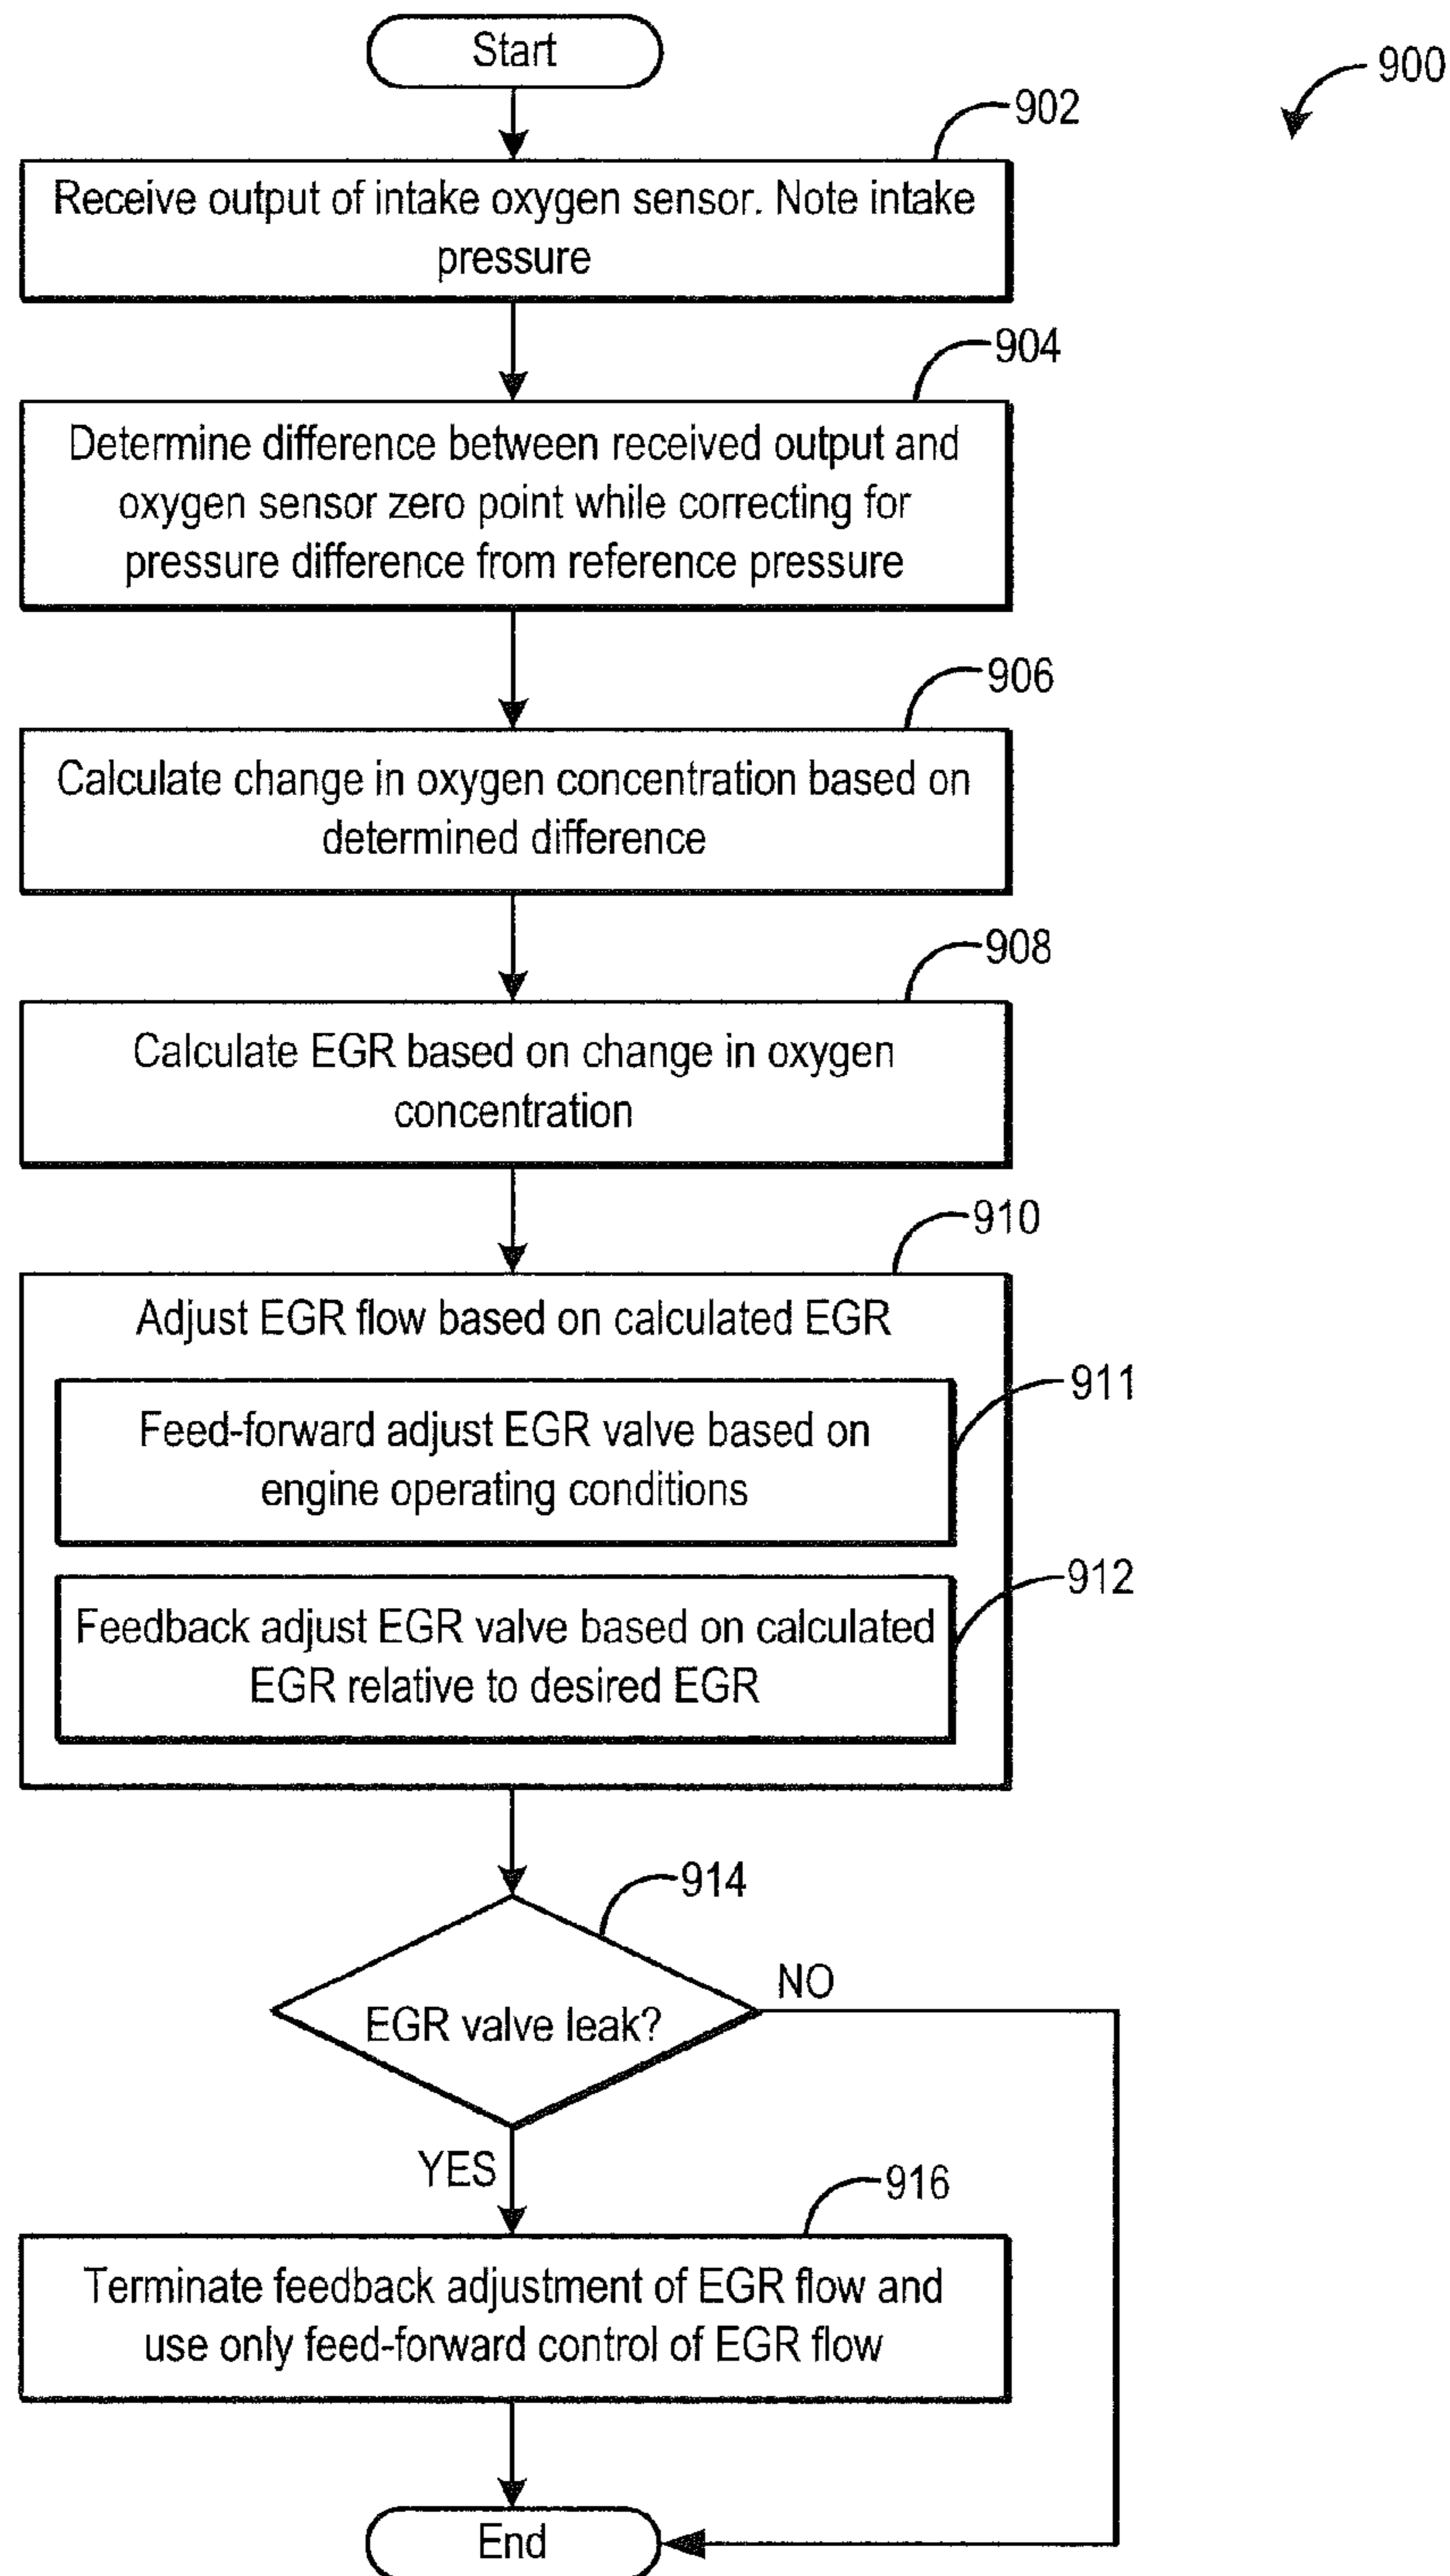 Start
900
902
Receive output of intake oxygen sensor. Note intake
pressure
904
Determine difference between received output and
oxygen sensor zero point while correcting for
pressure difference from reference pressure
906
Calculate change in oxygen concentration based on
determined difference
908
Calculate EGR based on change in oxygen
concentration
910
Adjust EGR flow based on calculated EGR
911
Feed-forward adjust EGR valve based on
engine operating conditions
912
Feedback adjust EGR valve based on calculated
EGR relative to desired EGR
914
EGR valve leak?
NO
YES
916
Terminate feedback adjustment of EGR flow and
use only feed-forward control of EGR flow
End